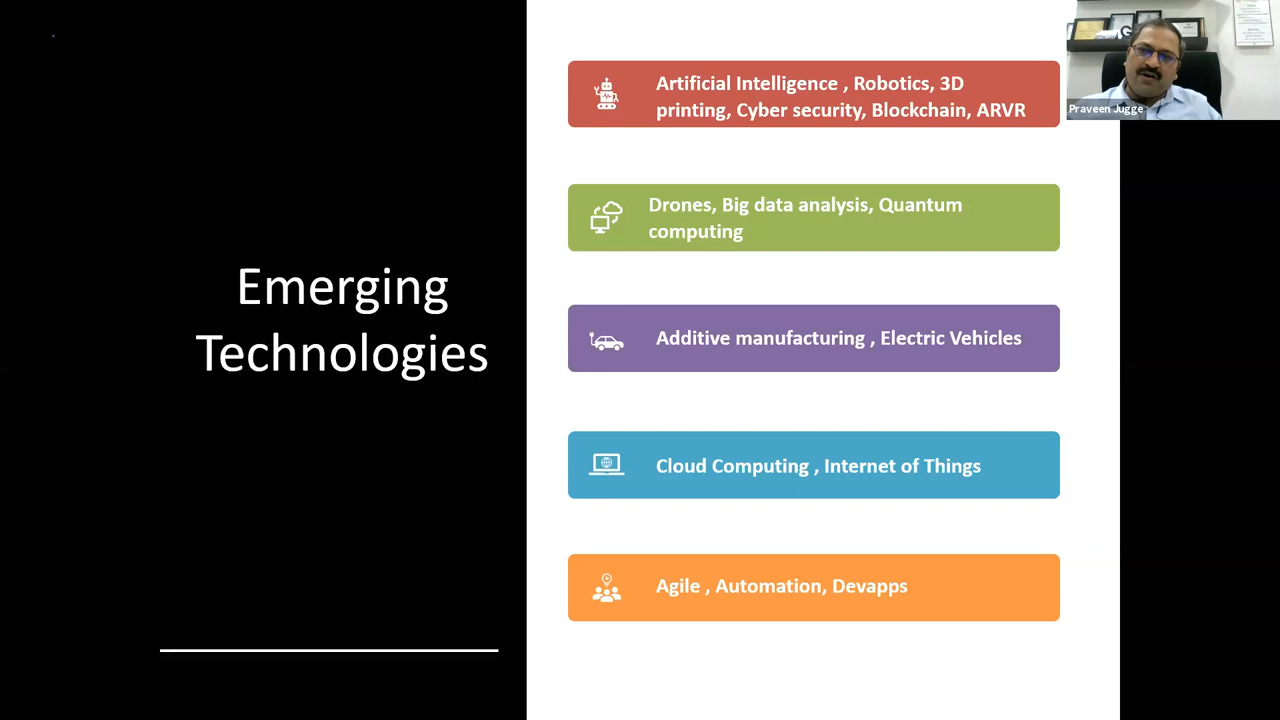 Emerging
Technologies
Artificial Intelligence , Robotics, 3D
printing, Cyber security, Blockchain, ARVR
Drones, Big data analysis, Quantum
computing
Additive manufacturing , Electric Vehicles
Cloud Computing , Internet of Things
Agile , Automation, Devapps
Praveen Jugge